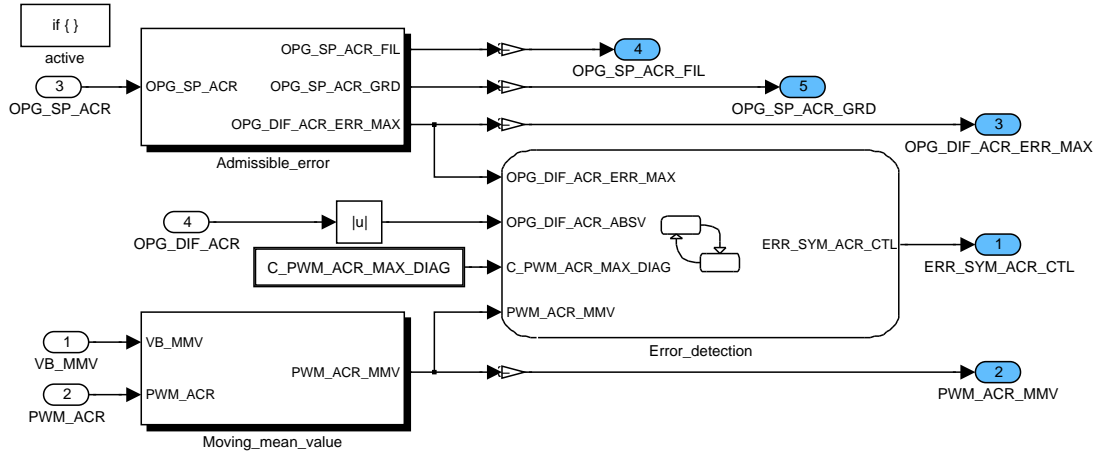 if { }
active
3
OPG_SP_ACR
OPG_SP_ACR
OPG_SP_ACR_FIL
OPG_SP_ACR_GRD
OPG_DIF_ACR_ERR_MAX
Admissible_error
4
OPG_SP_ACR_FIL
5
OPG_SP_ACR_GRD
3
OPG_DIF_ACR_ERR_MAX
4
OPG_DIF_ACR
|u|
C_PWM_ACR_MAX_DIAG
OPG_DIF_ACR_ERR_MAX
OPG_DIF_ACR_ABSV
C_PWM_ACR_MAX_DIAG
PWM_ACR_MMV
ERR_SYM_ACR_CTL
Error_detection
1
ERR_SYM_ACR_CTL
1
VB_MMV
2
PWM_ACR
VB_MMV
PWM_ACR
PWM_ACR_MMV
Moving_mean_value
2
PWM_ACR_MMV